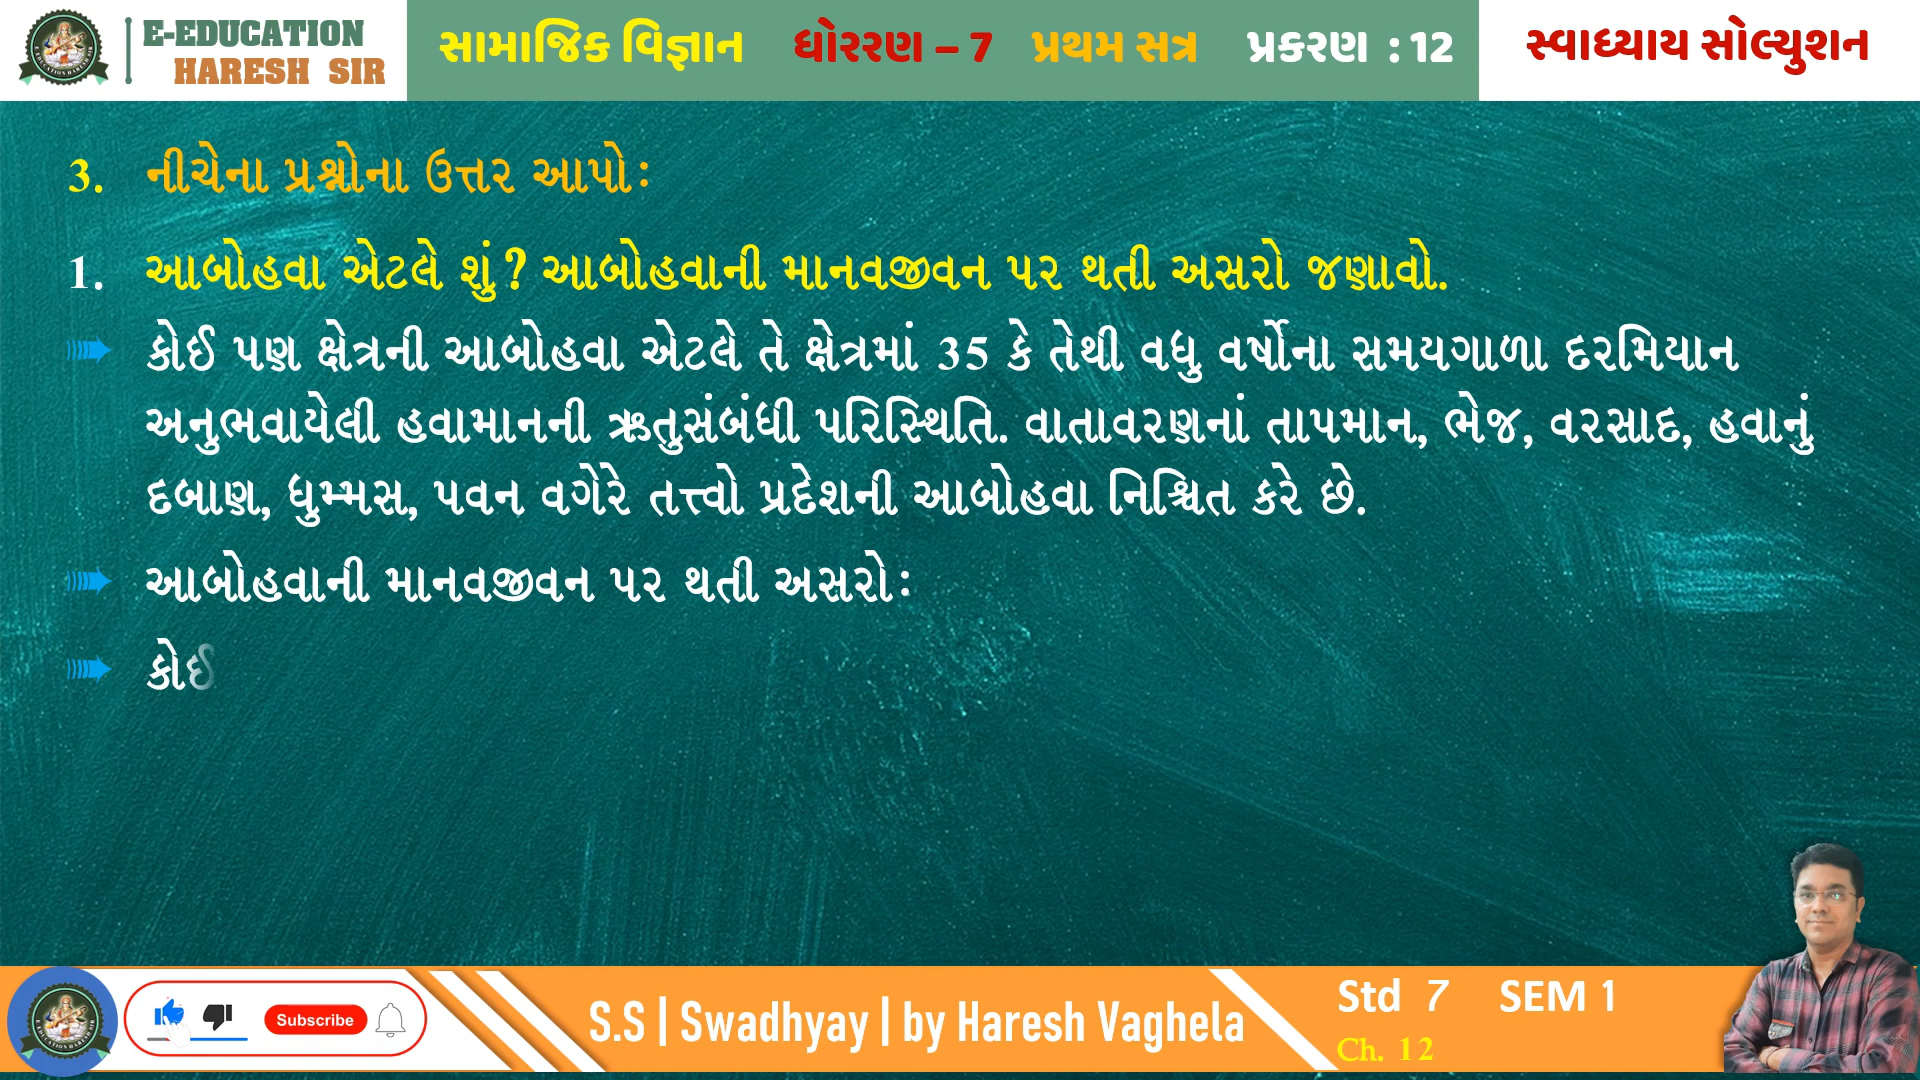 E-EDUCATION
HARESH SIR
સામાજિક વિજ્ઞાન ધોરરણ – 7 પ્રથમ સત્ર પ્રકરણ : 12
સ્વાધ્યાય સોલ્યુશન
3. નીચેના પ્રશ્નોના ઉત્તર આપોઃ
1. આબોહવા એટલે શું? આબોહવાની માનવજીવન પર થતી અસરો જણાવો.
કોઈ પણ ક્ષેત્રની આબોહવા એટલે તે ક્ષેત્રમાં 35 કે તેથી વધુ વર્ષોના સમયગાળા દરમિયાન
અનુભવાયેલી હવામાનની ઋતુસંબંધી પરિસ્થિતિ. વાતાવરણનાં તાપમાન, ભેજ, વરસાદ, હવાનું
દબાણ, ધુમ્મસ, પવન વગેરે તત્ત્વો પ્રદેશની આબોહવા નિશ્ચિત કરે છે.
આબોહવાની માનવજીવન પર થતી અસરોઃ
કોઈ
Subscribe
S.S | Swadhyay | by Haresh Vaghela
Std 7 SEM 1
Ch. 12